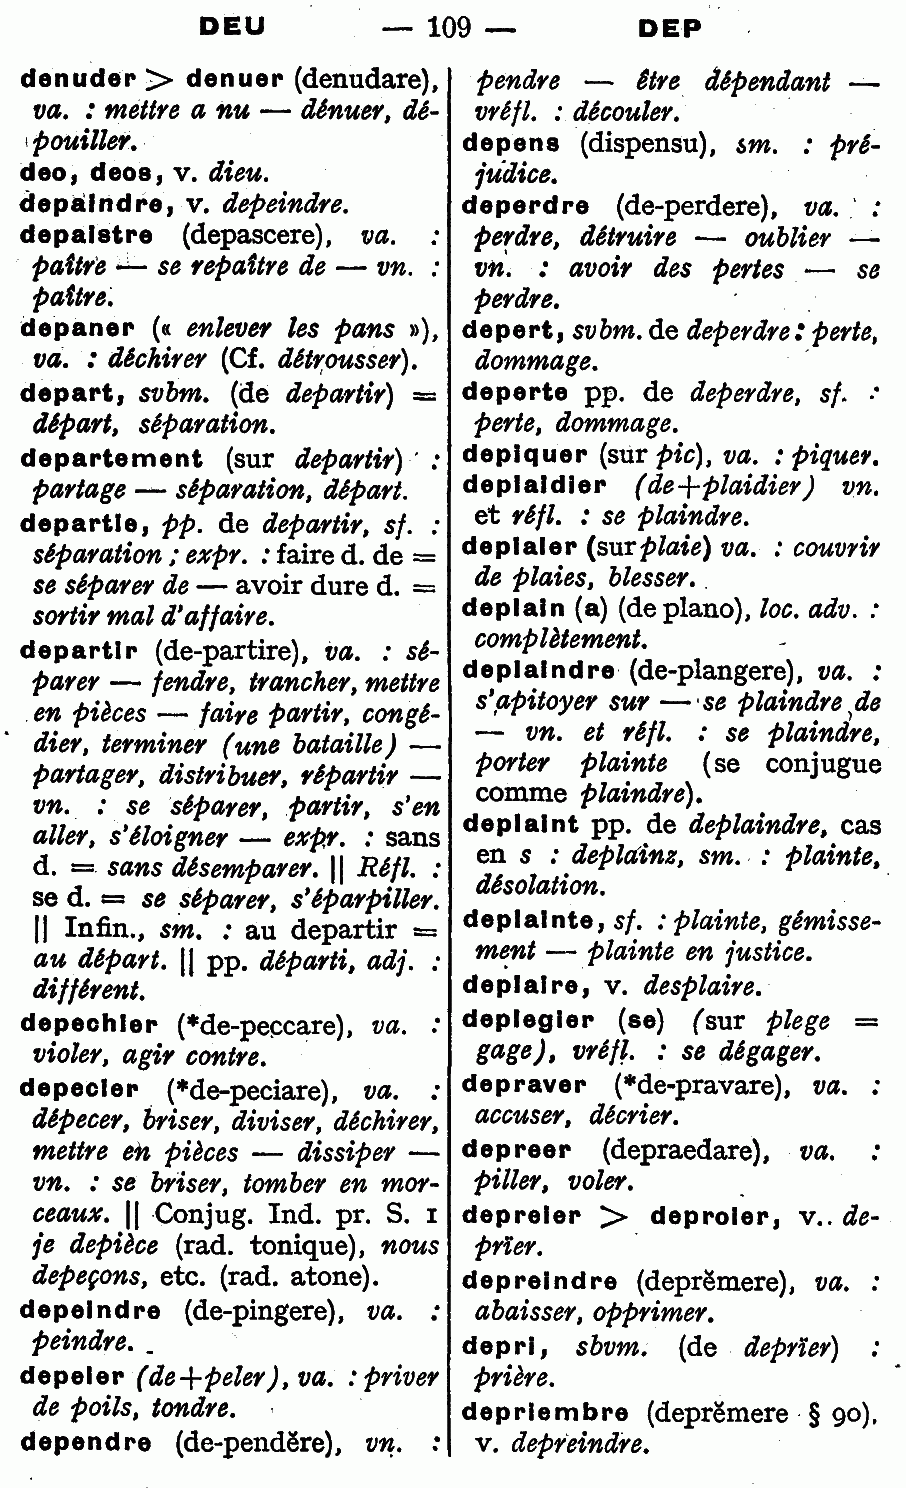 DEU — 109 — DEP
denuder > denuer (denudare),
va. : mettre a nu — dénuer, dé-
pouiller.
deo, deos, v. dieu.
depaindre, v. depeindre.
depaistre (depascere), va. :
paître — se repaître de — vn. :
paître.
depaner (« enlever les pans »),
va. : déchirer (Cf. détrousser).
depart, svbm. (de departir) =
départ, séparation.
departement (sur departir) :
partage — séparation, départ.
departie, pp. de departir, sf. :
séparation ; expr. : faire d. de =
se séparer de — avoir dure d. =
sortir mal d'affaire.
departir (de-partire), va. : sé-
parer — fendre, trancher, mettre
en pièces — faire partir, congé-
dier, terminer (une bataille) —
partager, distribuer, répartir —
vn. : se séparer, partir, s'en
aller, s'éloigner — expr. : sans
d. = sans désemparer. || Réfl. :
se d. = se séparer, s'éparpiller.
|| Infin., sm. : au departir =
au départ. || pp. départi, adj. :
différent.
depechier (*de-peccare), va. :
violer, agir contre.
depecier (*de-peciare), va. :
dépecer, briser, diviser, déchirer,
mettre en pièces — dissiper —
vn. : se briser, tomber en mor-
ceaux. || Conjug. Ind. pr. S. 1
je depièce (rad. tonique), nous
depeçons, etc. (rad. atone).
depeindre (de-pingere), va. :
peindre.
depeler (de+peler), va. : priver
de poils, tondre.
dependre (de-pendĕre), vn. :
pendre — être dépendant —
vréfl. : découler.
depens (dispensu), sm. : pré-
judice.
deperdre (de-perdere), va. :
perdre, détruire — oublier —
vn. : avoir des pertes — se
perdre.
depert, svbm. de deperdre : perte,
dommage.
deperte pp. de deperdre, sf. :
perte, dommage.
depiquer (sur pic), va. : piquer.
deplaidier (de+plaidier) vn.
et réfl. : se plaindre.
deplaier (sur plaie) va. : couvrir
de plaies, blesser.
deplain (a) (de plano), loc. adv. :
complètement.
deplaindre (de-plangere), va. :
s'apitoyer sur — se plaindre de
— vn. et réfl. : se plaindre,
porter plainte (se conjugue
comme plaindre).
deplaint pp. de deplaindre, cas
en s : deplainz, sm. : plainte,
désolation.
deplainte, sf. : plainte, gémisse-
ment — plainte en justice.
deplaire, v. desplaire.
deplegier (se) (sur plege =
gage), vréfl. : se dégager.
depraver (*de-pravare), va. :
accuser, décrier.
depreer (depraedare), va. :
piller, voler.
depreier > deproier, v.. de-
prïer.
depreindre (deprĕmere), va. :
abaisser, opprimer.
depri, sbvm. (de deprïer) :
prière.
depriembre (deprĕmere § 90),
v. depreindre.